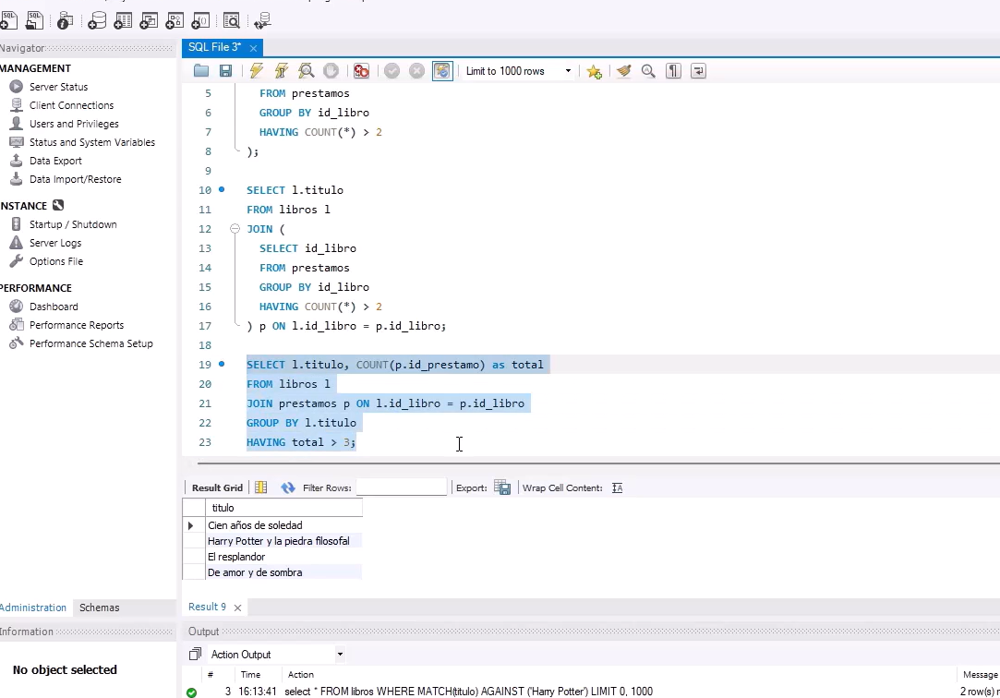 SQL File 3*
Navigator
MANAGEMENT
Server Status
Client Connections
Users and Privileges
Status and System Variables
Data Export
Data Import/Restore
INSTANCE
Startup / Shutdown
Server Logs
Options File
PERFORMANCE
Dashboard
Performance Reports
Performance Schema Setup
Limit to 1000 rows
5 FROM prestamos
6 GROUP BY id_libro
7 HAVING COUNT(*) > 2
8 );
9
10 SELECT l.titulo
11 FROM libros l
12 JOIN (
13 SELECT id_libro
14 FROM prestamos
15 GROUP BY id_libro
16 HAVING COUNT(*) > 2
17 ) p ON l.id_libro = p.id_libro;
18
19 SELECT l.titulo, COUNT(p.id_prestamo) as total
20 FROM libros l
21 JOIN prestamos p ON l.id_libro = p.id_libro
22 GROUP BY l.titulo
23 HAVING total > 3;
Result Grid Filter Rows: Export: Wrap Cell Content: IA
titulo
Cien años de soledad
Harry Potter y la piedra filosofal
El resplandor
De amor y de sombra
Result 9
Administration Schemas
Information
No object selected
Output
Action Output
# Time Action Message
3 16:13:41 select * FROM libros WHERE MATCH(titulo) AGAINST ('Harry Potter') LIMIT 0, 1000 2 row(s)